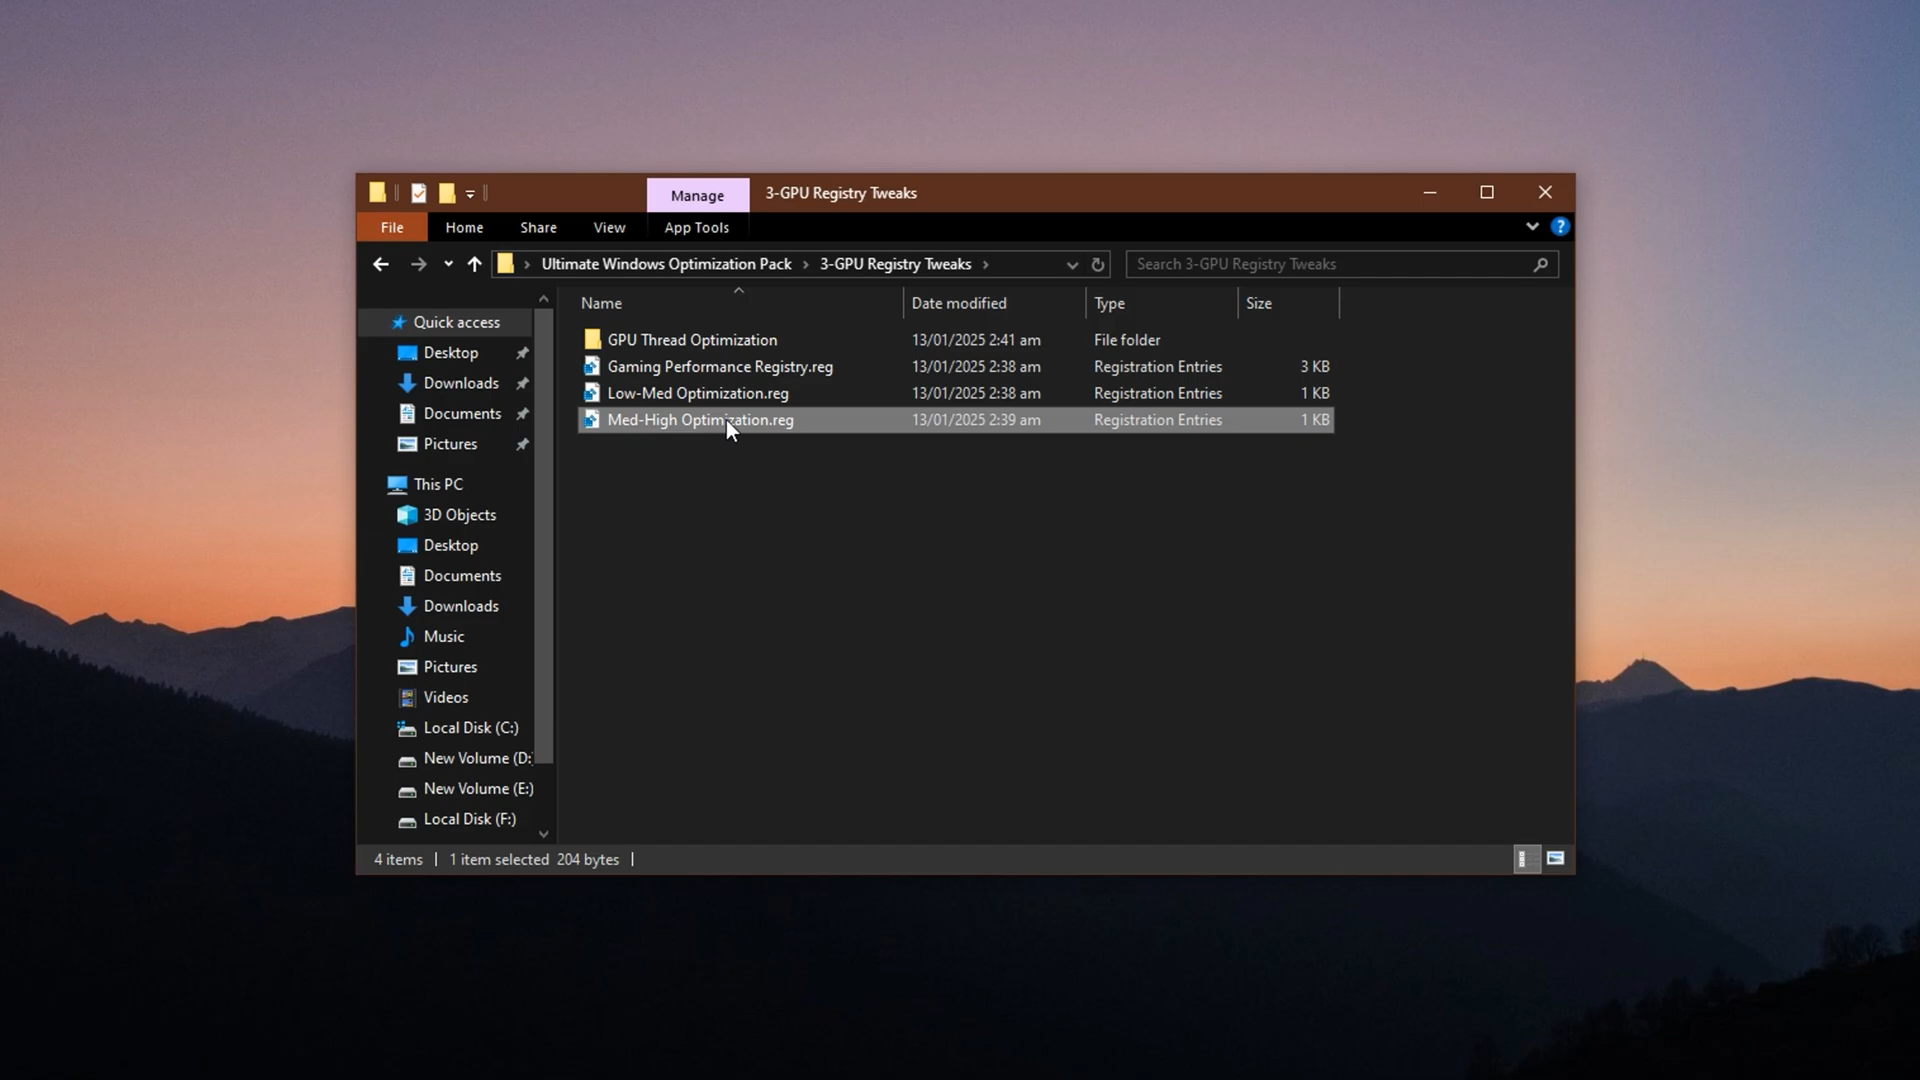 Manage
3-GPU Registry Tweaks
File
Home
Share
View
App Tools
?
Ultimate Windows Optimization Pack
3-GPU Registry Tweaks
Search 3-GPU Registry Tweaks
Name
Date modified
Type
Size
GPU Thread Optimization
13/01/2025 2:41 am
File folder
Gaming Performance Registry.reg
13/01/2025 2:38 am
Registration Entries
3 KB
Low-Med Optimization.reg
13/01/2025 2:38 am
Registration Entries
1 KB
Med-High Optimization.reg
13/01/2025 2:39 am
Registration Entries
1 KB
Quick access
Desktop
Downloads
Documents
Pictures
This PC
3D Objects
Desktop
Documents
Downloads
Music
Pictures
Videos
Local Disk (C:)
New Volume (D:
New Volume (E:)
Local Disk (F:)
4 items
1 item selected 204 bytes